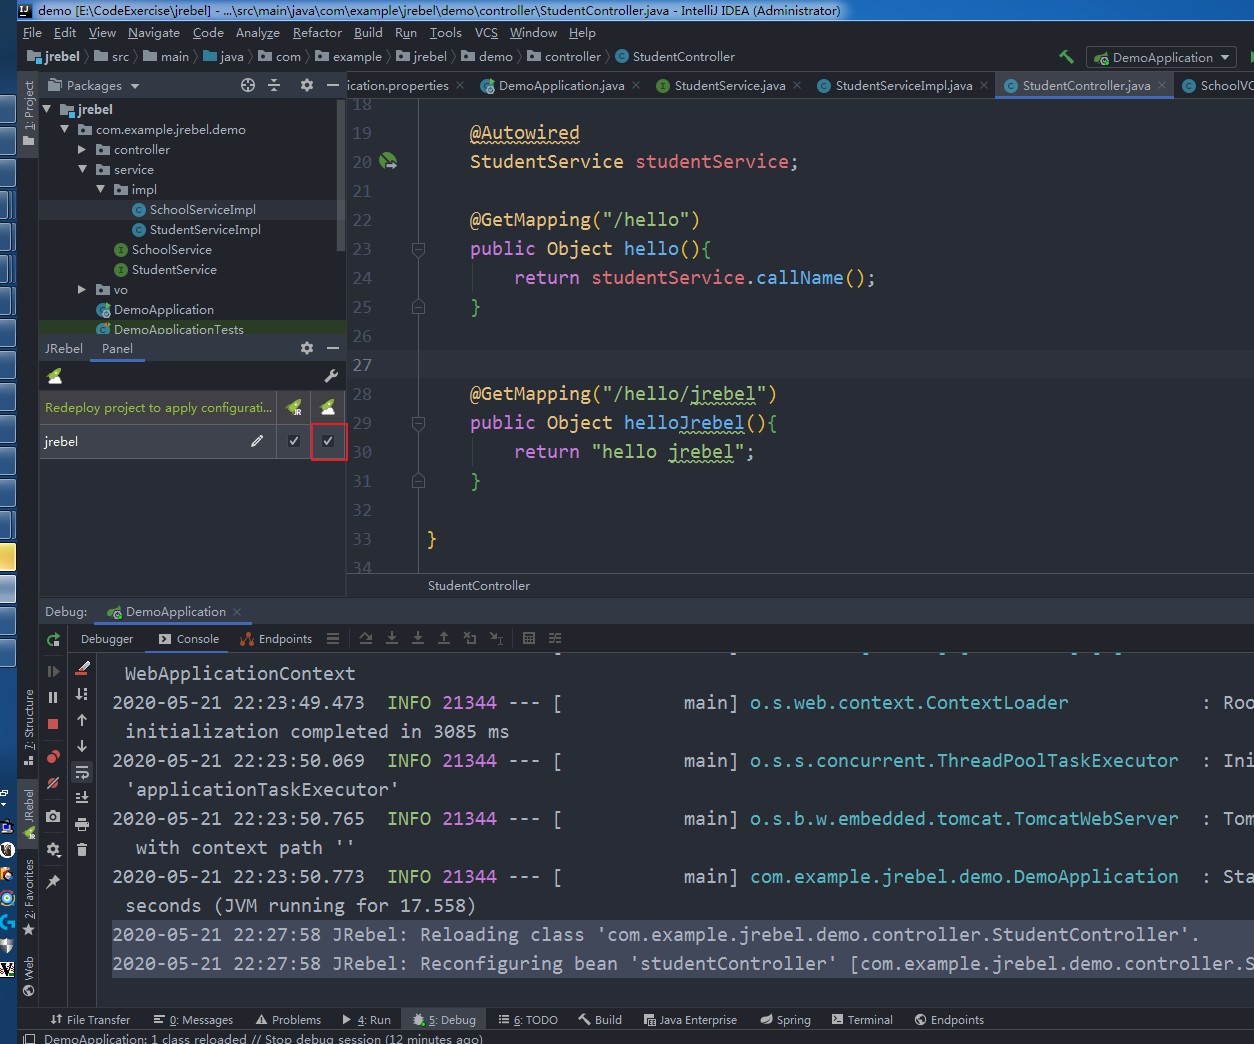 demo [E:\CodeExercise\jrebel] - ...\src\main\java\com\example\jrebel\demo\controller\StudentController.java - IntelliJ IDEA (Administrator)
File Edit View Navigate Code Analyze Refactor Build Run Tools VCS Window Help
jrebel src main java com example jrebel demo controller StudentController DemoApplication
1: Project
Packages
ication.properties DemoApplication.java StudentService.java StudentServiceImpl.java StudentController.java SchoolVO
jrebel
com.example.jrebel.demo
controller
service
impl
SchoolServiceImpl
StudentServiceImpl
SchoolService
StudentService
vo
DemoApplication
DemoApplicationTests
JRebel Panel
Redeploy project to apply configurati...
jrebel
18
19 @Autowired
20 StudentService studentService;
21
22 @GetMapping("/hello")
23 public Object hello(){
24 return studentService.callName();
25 }
26
27
28 @GetMapping("/hello/jrebel")
29 public Object helloJrebel(){
30 return "hello jrebel";
31 }
32
33 }
34
StudentController
Debug: DemoApplication
Debugger Console Endpoints
WebApplicationContext
2020-05-21 22:23:49.473 INFO 21344 --- [ main] o.s.web.context.ContextLoader : Roo
initialization completed in 3085 ms
2020-05-21 22:23:50.069 INFO 21344 --- [ main] o.s.s.concurrent.ThreadPoolTaskExecutor : Ini
'applicationTaskExecutor'
2020-05-21 22:23:50.765 INFO 21344 --- [ main] o.s.b.w.embedded.tomcat.TomcatWebServer : Tom
with context path ''
2020-05-21 22:23:50.773 INFO 21344 --- [ main] com.example.jrebel.demo.DemoApplication : Sta
seconds (JVM running for 17.558)
2020-05-21 22:27:58 JRebel: Reloading class 'com.example.jrebel.demo.controller.StudentController'.
2020-05-21 22:27:58 JRebel: Reconfiguring bean 'studentController' [com.example.jrebel.demo.controller.S
7: Structure
JRebel
2: Favorites
Web
File Transfer 0: Messages Problems 4: Run 5: Debug 6: TODO Build Java Enterprise Spring Terminal Endpoints
DemoApplication: 1 class reloaded // Stop debug session (12 minutes ago)